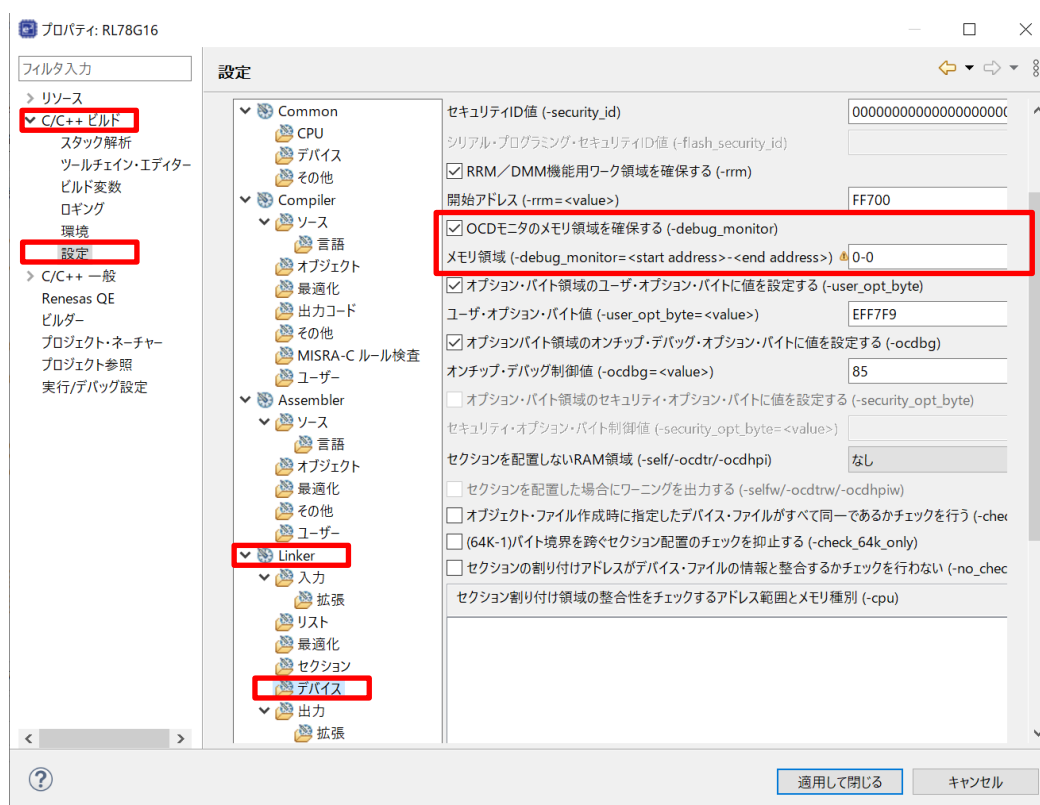 プロパティ: RL78G16
フィルタ入力
設定
リソース
C/C++ ビルド
スタック解析
ツールチェイン・エディター
ビルド変数
ロギング
環境
設定
C/C++ 一般
Renesas QE
ビルダー
プロジェクト・ネーチャー
プロジェクト参照
実行/デバッグ設定
Common
CPU
デバイス
その他
Compiler
ソース
言語
オブジェクト
最適化
出力コード
その他
MISRA-C ルール検査
ユーザー
Assembler
ソース
言語
オブジェクト
最適化
その他
ユーザー
Linker
入力
拡張
リスト
最適化
セクション
デバイス
出力
拡張
セキュリティID値 (-security_id) 00000000000000000000
シリアル・プログラミング・セキュリティID値 (-flash_security_id)
RRM/DMM機能用ワーク領域を確保する (-rrm)
開始アドレス (-rrm=<value>) FF700
OCDモニタのメモリ領域を確保する (-debug_monitor)
メモリ領域 (-debug_monitor=<start address>-<end address>) 0-0
オプション・バイト領域のユーザ・オプション・バイトに値を設定する (-user_opt_byte)
ユーザ・オプション・バイト値 (-user_opt_byte=<value>) EFF7F9
オプションバイト領域のオンチップ・デバッグ・オプション・バイトに値を設定する (-ocdbg)
オンチップ・デバッグ制御値 (-ocdbg=<value>) 85
オプション・バイト領域のセキュリティ・オプション・バイトに値を設定する (-security_opt_byte)
セキュリティ・オプション・バイト制御値 (-security_opt_byte=<value>)
セクションを配置しないRAM領域 (-self/-ocdtr/-ocdhpi) なし
セクションを配置した場合にワーニングを出力する (-selfw/-ocdtrw/-ocdhpiw)
オブジェクト・ファイル作成時に指定したデバイス・ファイルがすべて同一であるかチェックを行う (-chec
(64K-1)バイト境界を跨ぐセクション配置のチェックを抑止する (-check_64k_only)
セクションの割り付けアドレスがデバイス・ファイルの情報と整合するかチェックを行わない (-no_chec
セクション割り付け領域の整合性をチェックするアドレス範囲とメモリ種別 (-cpu)
適用して閉じる
キャンセル